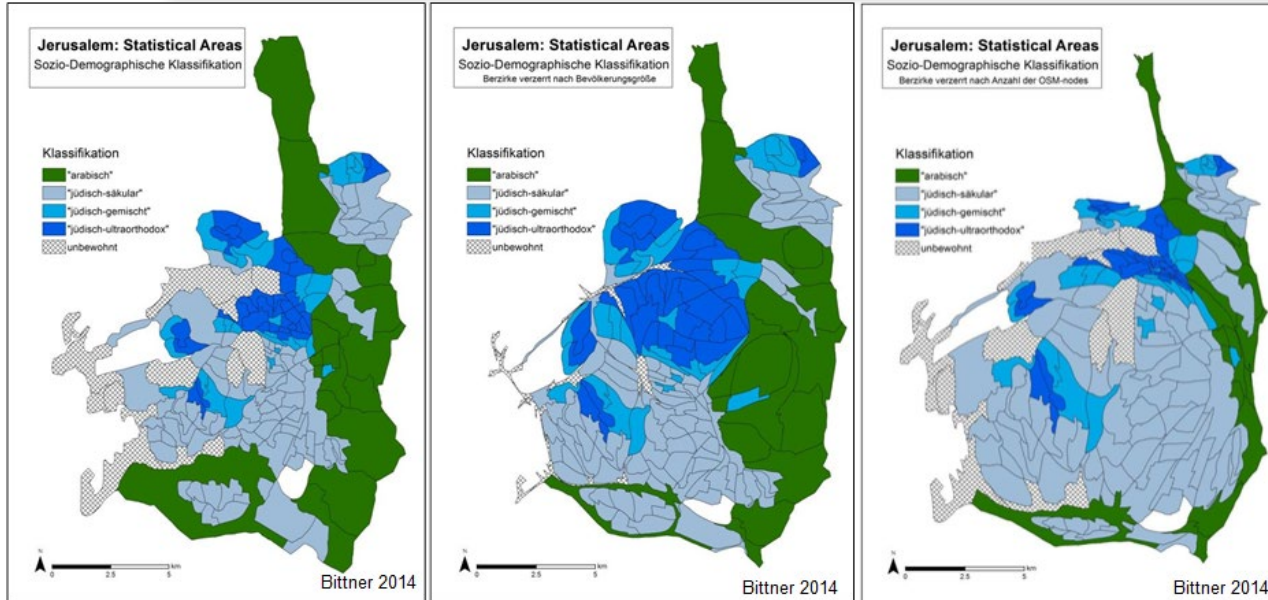 Jerusalem: Statistical Areas
Sozio-Demographische Klassifikation
Klassifikation
"arabisch"
"jüdisch-säkular"
"jüdisch-gemischt"
"jüdisch-ultraorthodox"
unbewohnt
N
0 2.5 5 km
Bittner 2014
Jerusalem: Statistical Areas
Sozio-Demographische Klassifikation
Berzirke verzerrt nach Bevölkerungsgröße
Klassifikation
"arabisch"
"jüdisch-säkular"
"jüdisch-gemischt"
"jüdisch-ultraorthodox"
unbewohnt
N
0 2.5 5 km
Bittner 2014
Jerusalem: Statistical Areas
Sozio-Demographische Klassifikation
Berzirke verzerrt nach Anzahl der OSM-nodes
Klassifikation
"arabisch"
"jüdisch-säkular"
"jüdisch-gemischt"
"jüdisch-ultraorthodox"
unbewohnt
N
0 2.5 5 km
Bittner 2014